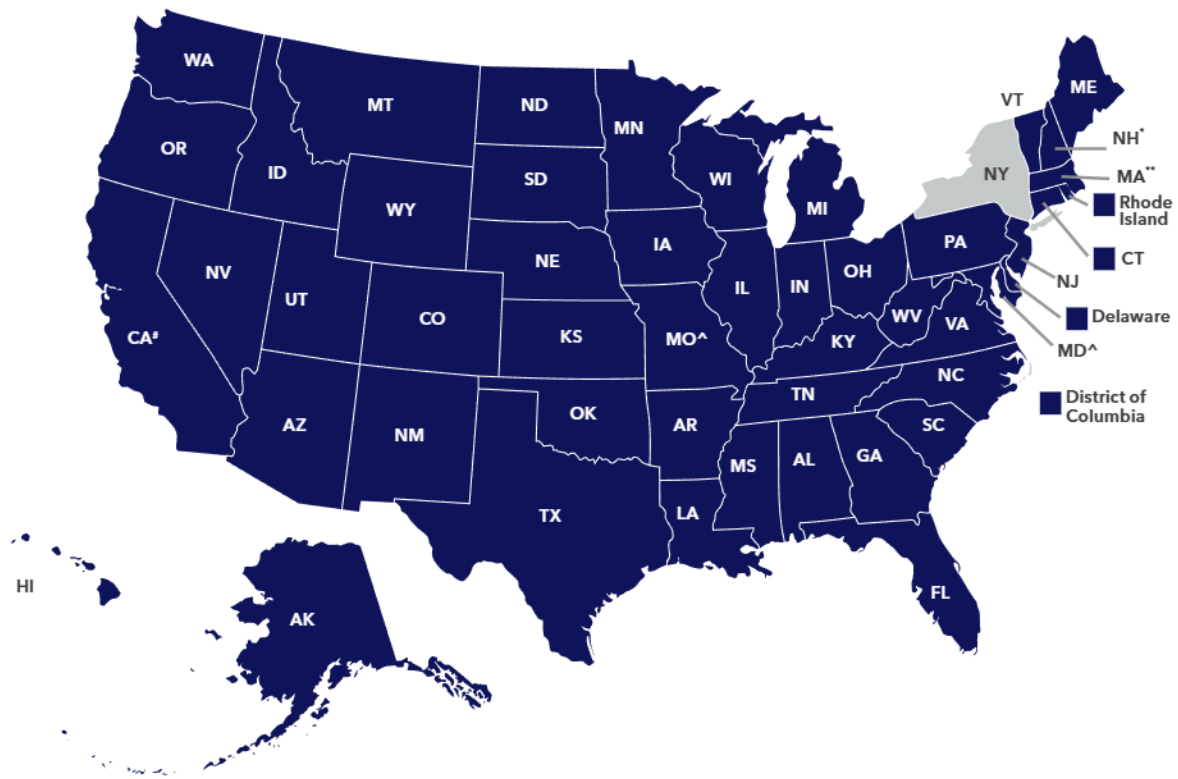 WA
MT
ND
MN
OR
ID
WY
SD
WI
MI
NY
VT
ME
NH*
MA**
Rhode
Island
CT
NJ
Delaware
MD^
District of
Columbia
NV
UT
CO
NE
IA
IL
IN
OH
PA
WV
VA
CA‡
KS
MO^
KY
NC
TN
SC
AZ
NM
OK
AR
MS
AL
GA
TX
LA
FL
HI
AK